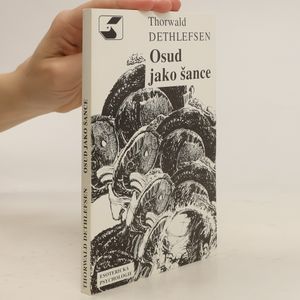 Thorwald
DETHLEFSEN
Osud
jako šance
ESOTERICKÁ
PSYCHOLOGIE
THORWALD DETHLEFSEN OSUD JAKO ŠANCE